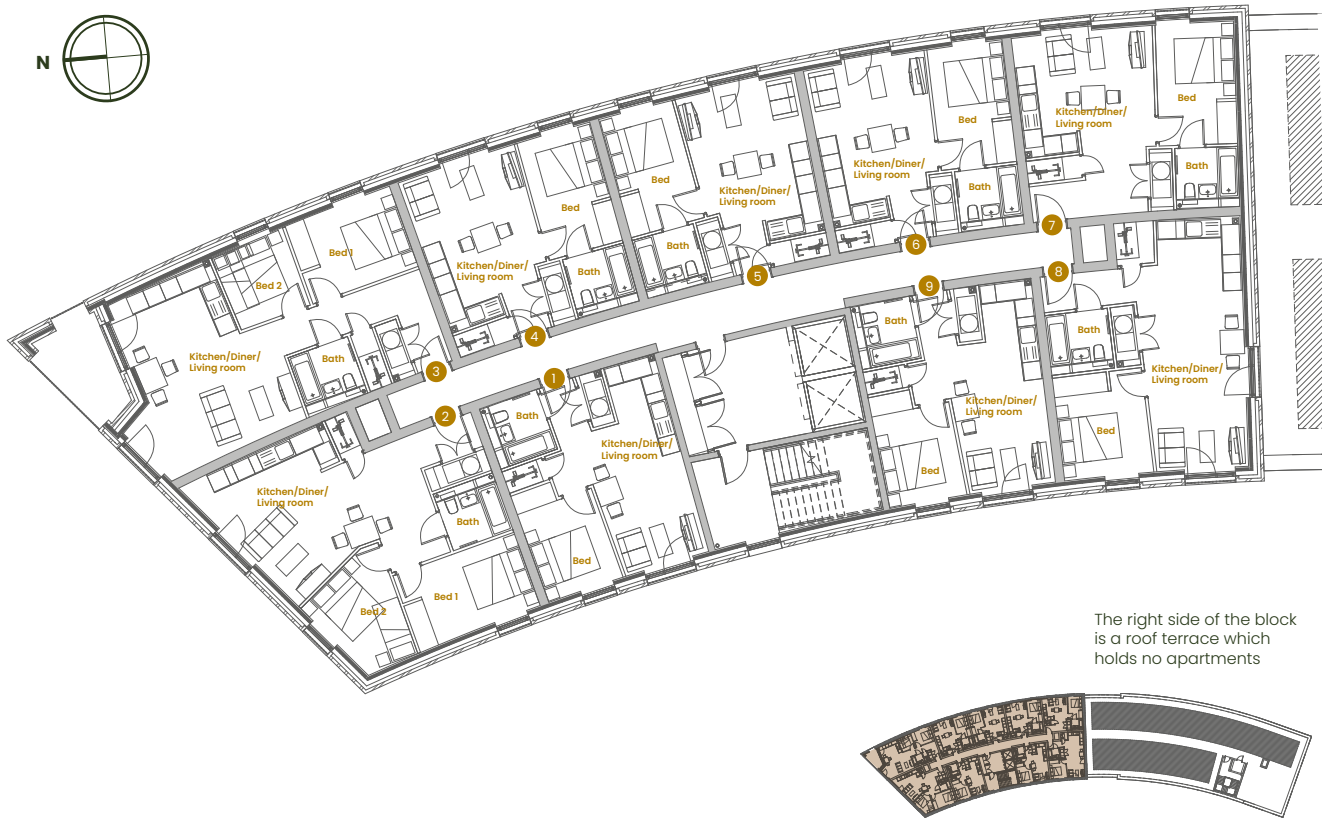 N
Kitchen/Diner/
Living room
Bed
Bath
7
Kitchen/Diner/
Living room
Bed
Bath
6
Bed
Kitchen/Diner/
Living room
Bath
5
Kitchen/Diner/
Living room
Bed
Bath
4
Bed 1
Bed 2
Kitchen/Diner/
Living room
Bath
3
2
Kitchen/Diner/
Living room
Bath
Bed 1
Bed 2
1
Bath
Kitchen/Diner/
Living room
Bed
9
Bath
Kitchen/Diner/
Living room
Bed
8
Bath
Kitchen/Diner/
Living room
Bed
The right side of the block
is a roof terrace which
holds no apartments